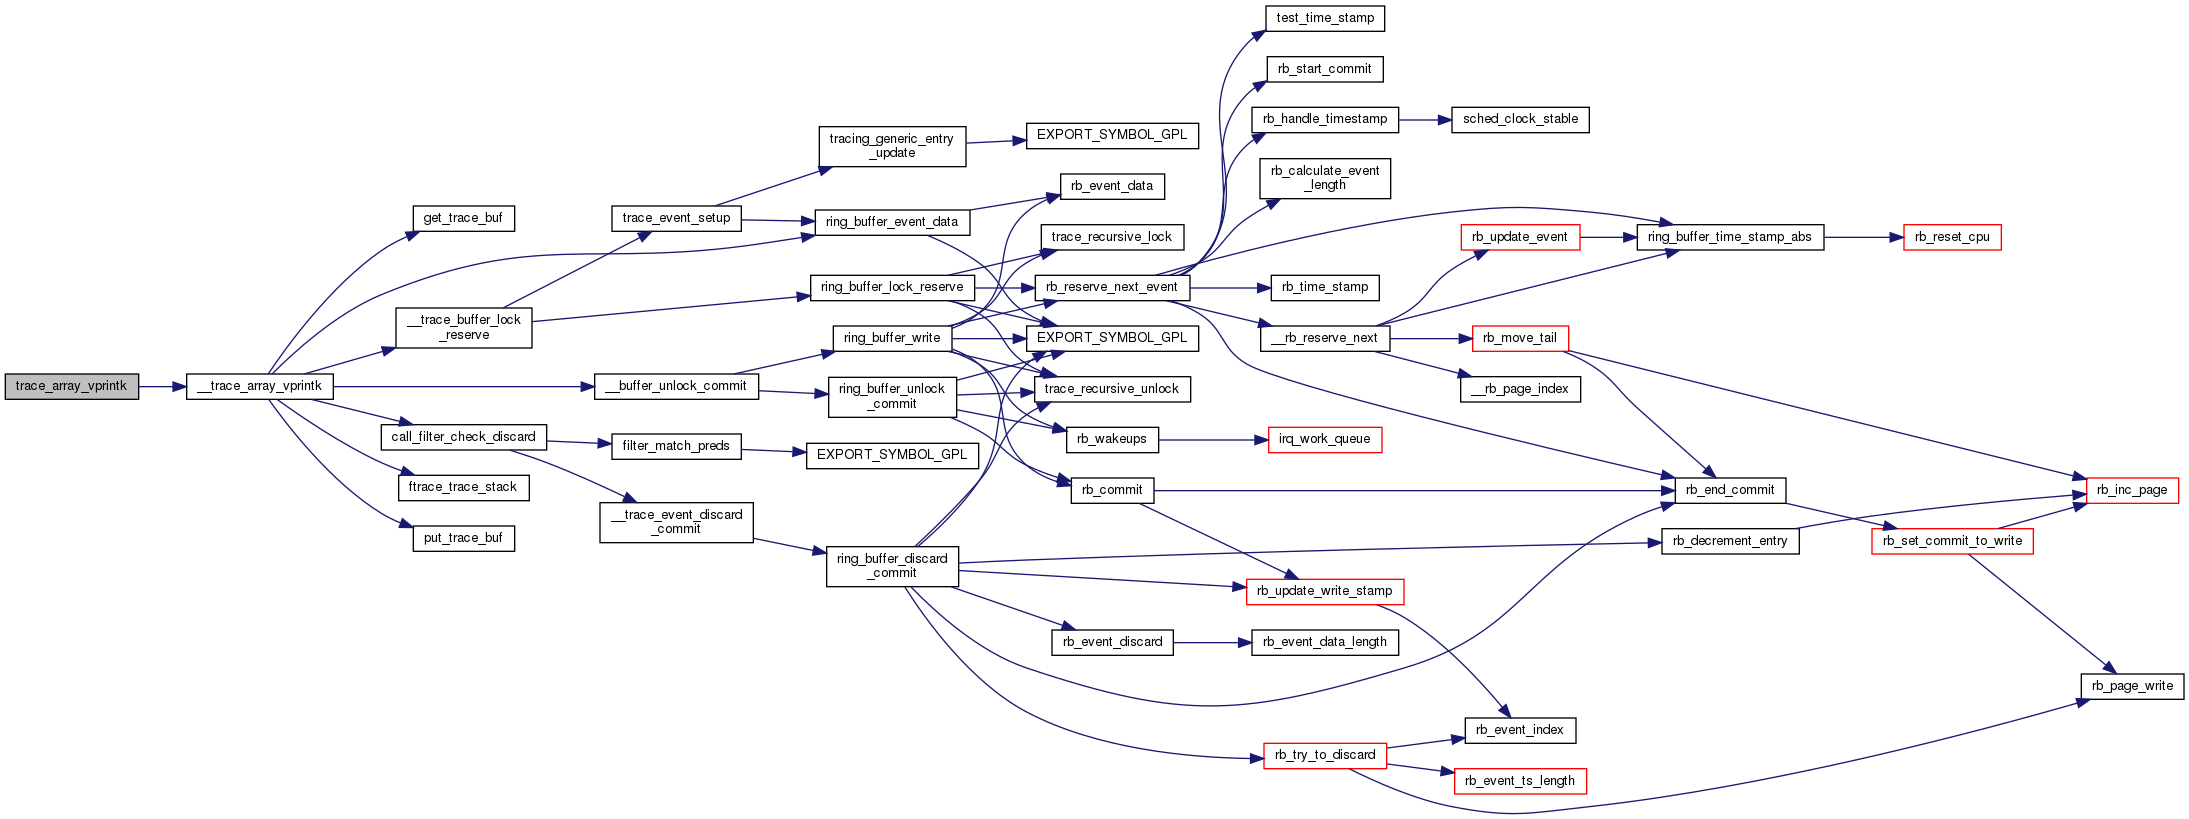 trace_array_vprintk
__trace_array_vprintk
get_trace_buf
__trace_buffer_lock
_reserve
call_filter_check_discard
ftrace_trace_stack
put_trace_buf
trace_event_setup
__buffer_unlock_commit
filter_match_preds
__trace_event_discard
_commit
tracing_generic_entry
_update
ring_buffer_event_data
ring_buffer_lock_reserve
ring_buffer_write
ring_buffer_unlock
_commit
EXPORT_SYMBOL_GPL
ring_buffer_discard
_commit
EXPORT_SYMBOL_GPL
rb_event_data
trace_recursive_lock
rb_reserve_next_event
EXPORT_SYMBOL_GPL
trace_recursive_unlock
rb_wakeups
rb_commit
rb_event_discard
test_time_stamp
rb_start_commit
rb_handle_timestamp
rb_calculate_event
_length
rb_time_stamp
__rb_reserve_next
irq_work_queue
rb_update_write_stamp
rb_event_data_length
rb_try_to_discard
sched_clock_stable
rb_update_event
rb_move_tail
__rb_page_index
rb_event_index
rb_event_ts_length
ring_buffer_time_stamp_abs
rb_end_commit
rb_decrement_entry
rb_reset_cpu
rb_set_commit_to_write
rb_inc_page
rb_page_write